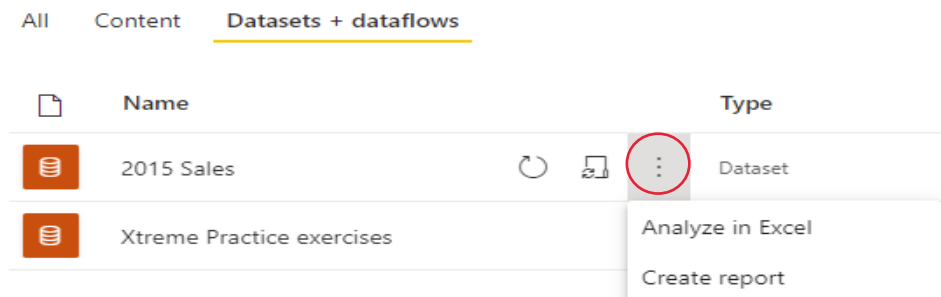 All Content Datasets + dataflows
Name Type
2015 Sales Dataset
Xtreme Practice exercises
Analyze in Excel
Create report